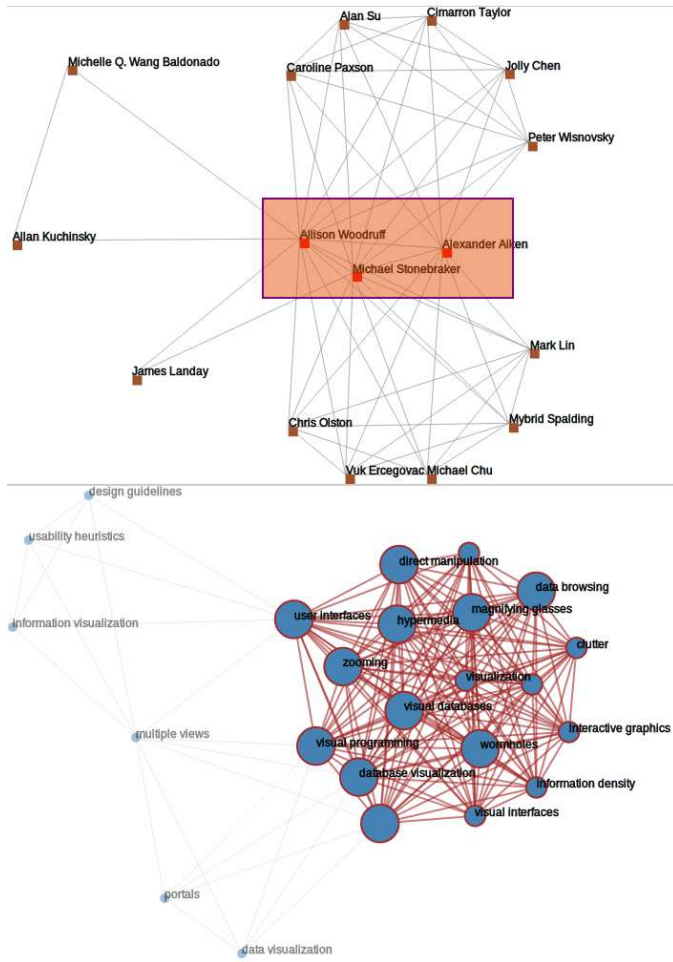 Alan Su
Cimarron Taylor
Michelle Q. Wang Baldonado
Caroline Paxson
Jolly Chen
Peter Wisnovsky
Allan Kuchinsky
Allison Woodruff
Alexander Aiken
Michael Stonebraker
Mark Lin
James Landay
Chris Olston
Mybrid Spalding
Vuk Ercegovac
Michael Chu
design guidelines
usability heuristics
direct manipulation
data browsing
user interfaces
hypermedia
magnifying glasses
information visualization
clutter
zooming
visualization
visual databases
interactive graphics
multiple views
visual programming
wormholes
database visualization
information density
visual interfaces
portals
data visualization